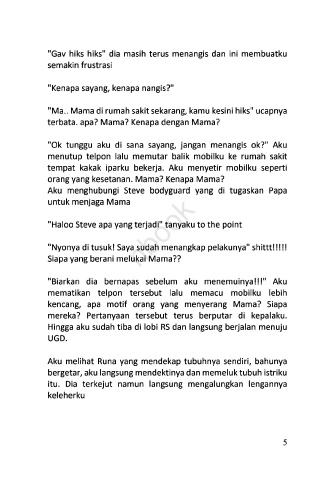 "Gav hiks hiks" dia masih terus menangis dan ini membuatku
semakin frustrasi
"Kenapa sayang, kenapa nangis?"
"Ma.. Mama di rumah sakit sekarang, kamu kesini hiks" ucapnya
terbata. apa? Mama? Kenapa dengan Mama?
"Ok tunggu aku di sana sayang, jangan menangis ok?" Aku
menutup telpon lalu memutar balik mobilku ke rumah sakit
tempat kakak iparku bekerja. Aku menyetir mobilku seperti
orang yang kesetanan. Mama? Kenapa Mama?
Aku menghubungi Steve bodyguard yang di tugaskan Papa
untuk menjaga Mama
"Haloo Steve apa yang terjadi" tanyaku to the point
"Nyonya di tusuk! Saya sudah menangkap pelakunya" shittt!!!!!
Siapa yang berani melukai Mama??
"Biarkan dia bernapas sebelum aku menemuinya!!!" Aku
mematikan telpon tersebut lalu memacu mobilku lebih
kencang, apa motif orang yang menyerang Mama? Siapa
mereka? Pertanyaan tersebut terus berputar di kepalaku.
Hingga aku sudah tiba di lobi RS dan langsung berjalan menuju
UGD.
Aku melihat Runa yang mendekap tubuhnya sendiri, bahunya
bergetar, aku langsung mendektinya dan memeluk tubuh istriku
itu. Dia terkejut namun langsung mengalungkan lengannya
keleherku
5